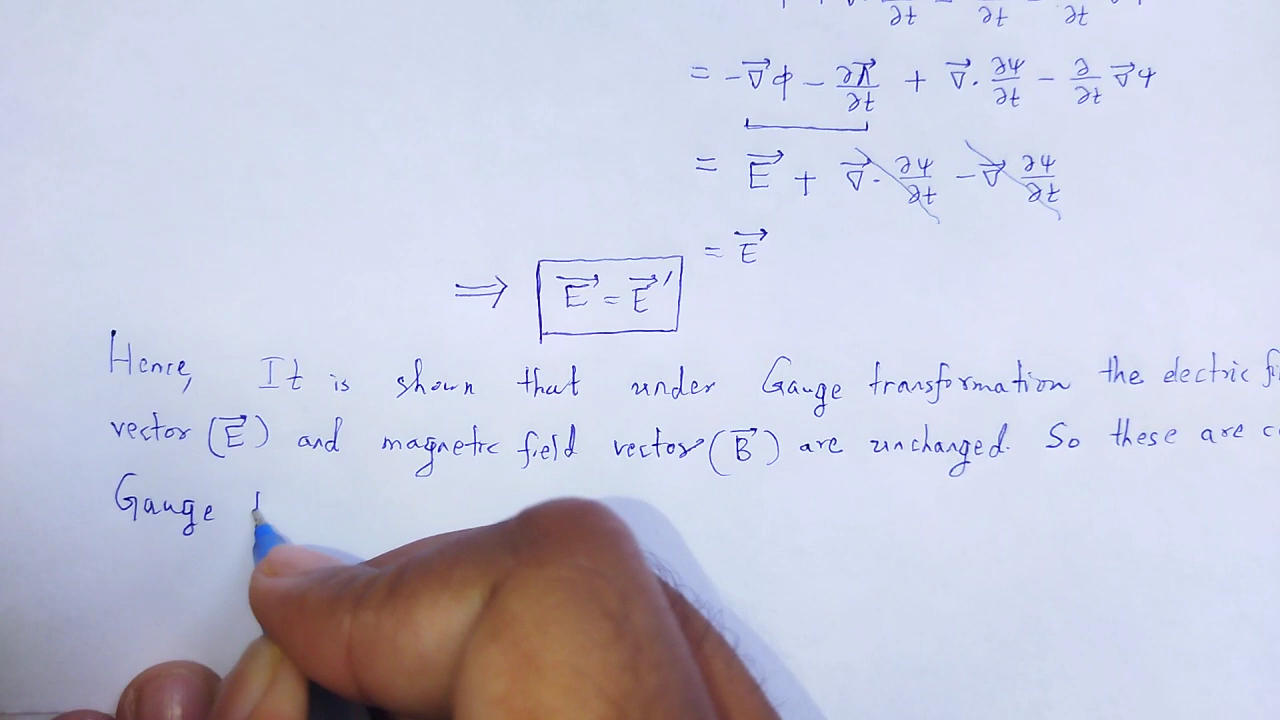 = -∇⃗ϕ - ∂A⃗/∂t + ∇⃗·∂ψ/∂t - ∂/∂t ∇⃗ψ
= E⃗ + ∇⃗·∂ψ/∂t - ∇⃗ ∂ψ/∂t
= E⃗
⟹ E⃗ = E⃗′
Hence, It is shown that under Gauge transformation the electric
vector (E⃗) and magnetic field vector (B⃗) are unchanged. So these are
Gauge